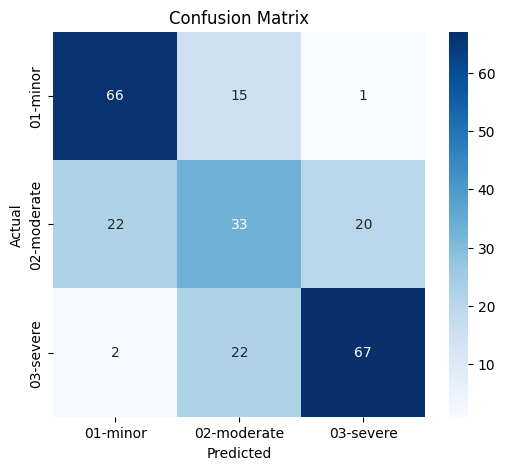 Confusion Matrix
Actual
01-minor
66 15 1
02-moderate
22 33 20
03-severe
2 22 67
01-minor 02-moderate 03-severe
Predicted
60
50
40
30
20
10